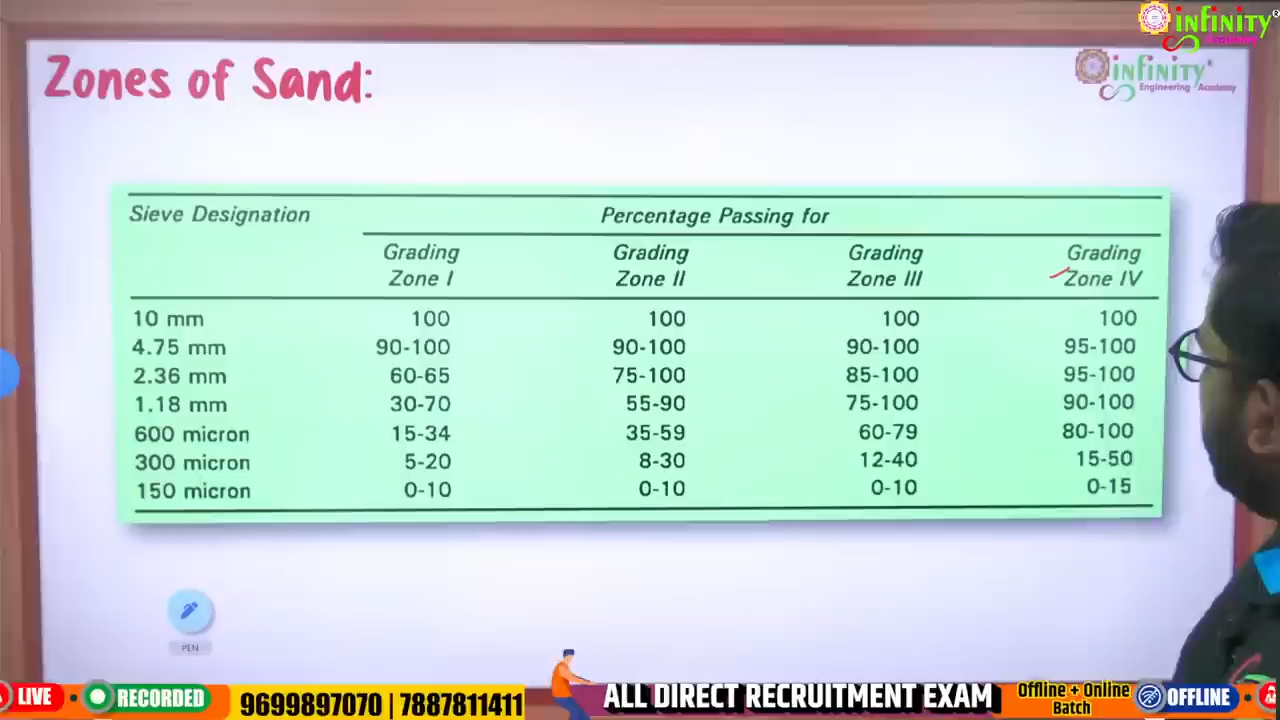 infinity
Academy
Zones of Sand:
infinity
Engineering Academy
Sieve Designation Percentage Passing for
Grading Zone I Grading Zone II Grading Zone III Grading Zone IV
10 mm 100 100 100 100
4.75 mm 90-100 90-100 90-100 95-100
2.36 mm 60-65 75-100 85-100 95-100
1.18 mm 30-70 55-90 75-100 90-100
600 micron 15-34 35-59 60-79 80-100
300 micron 5-20 8-30 12-40 15-50
150 micron 0-10 0-10 0-10 0-15
PEN
LIVE • RECORDED 9699897070 | 7887811411 ALL DIRECT RECRUITMENT EXAM Offline + Online Batch OFFLINE